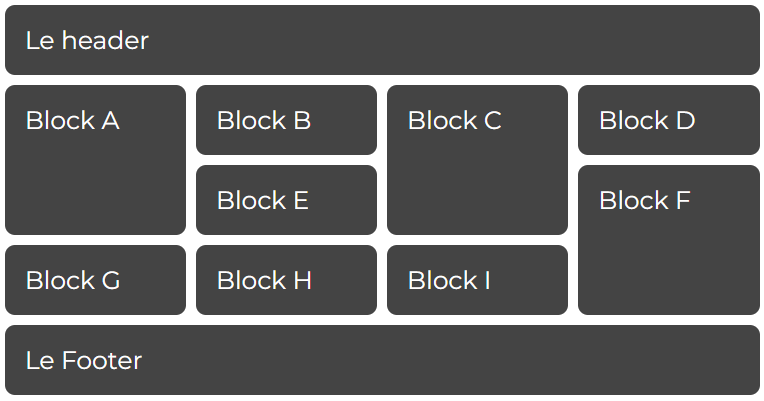 Le header
Block A
Block B
Block C
Block D
Block E
Block F
Block G
Block H
Block I
Le Footer